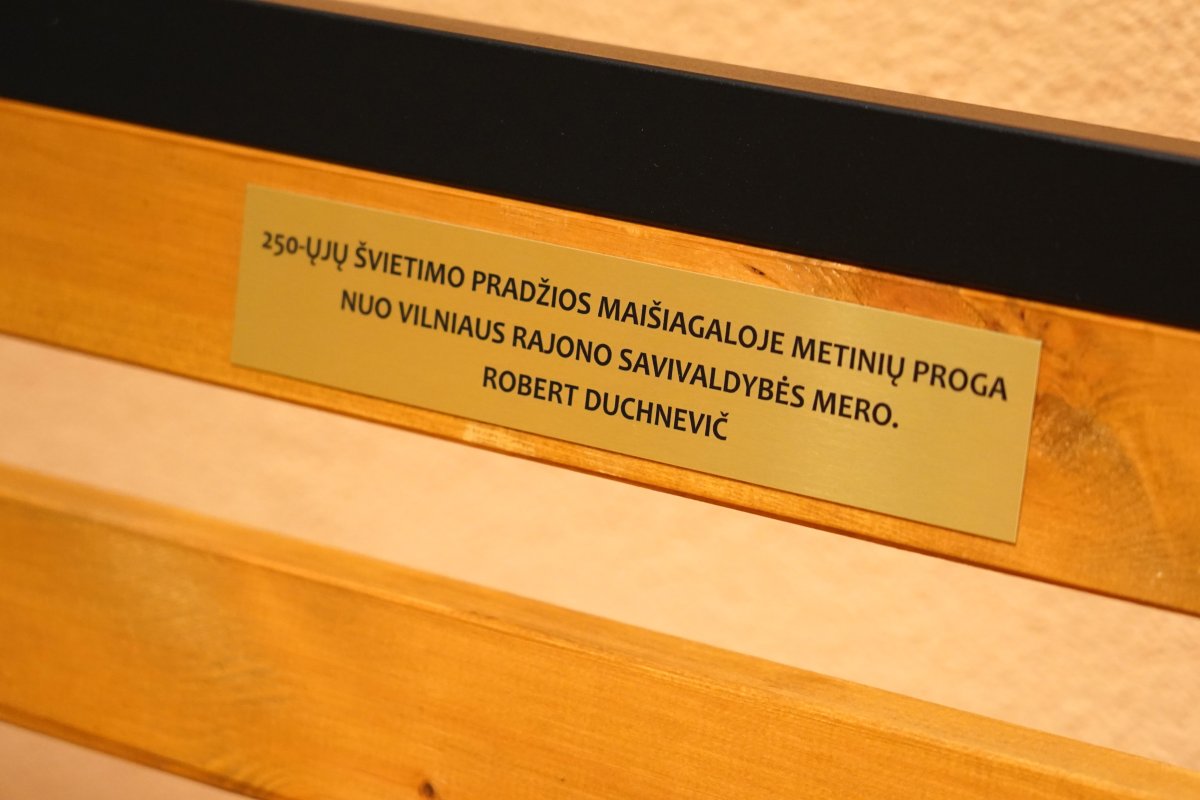 250-ŲJŲ ŠVIETIMO PRADŽIOS MAIŠIAGALOJE METINIŲ PROGA
NUO VILNIAUS RAJONO SAVIVALDYBĖS MERO.
ROBERT DUCHNEVIČ